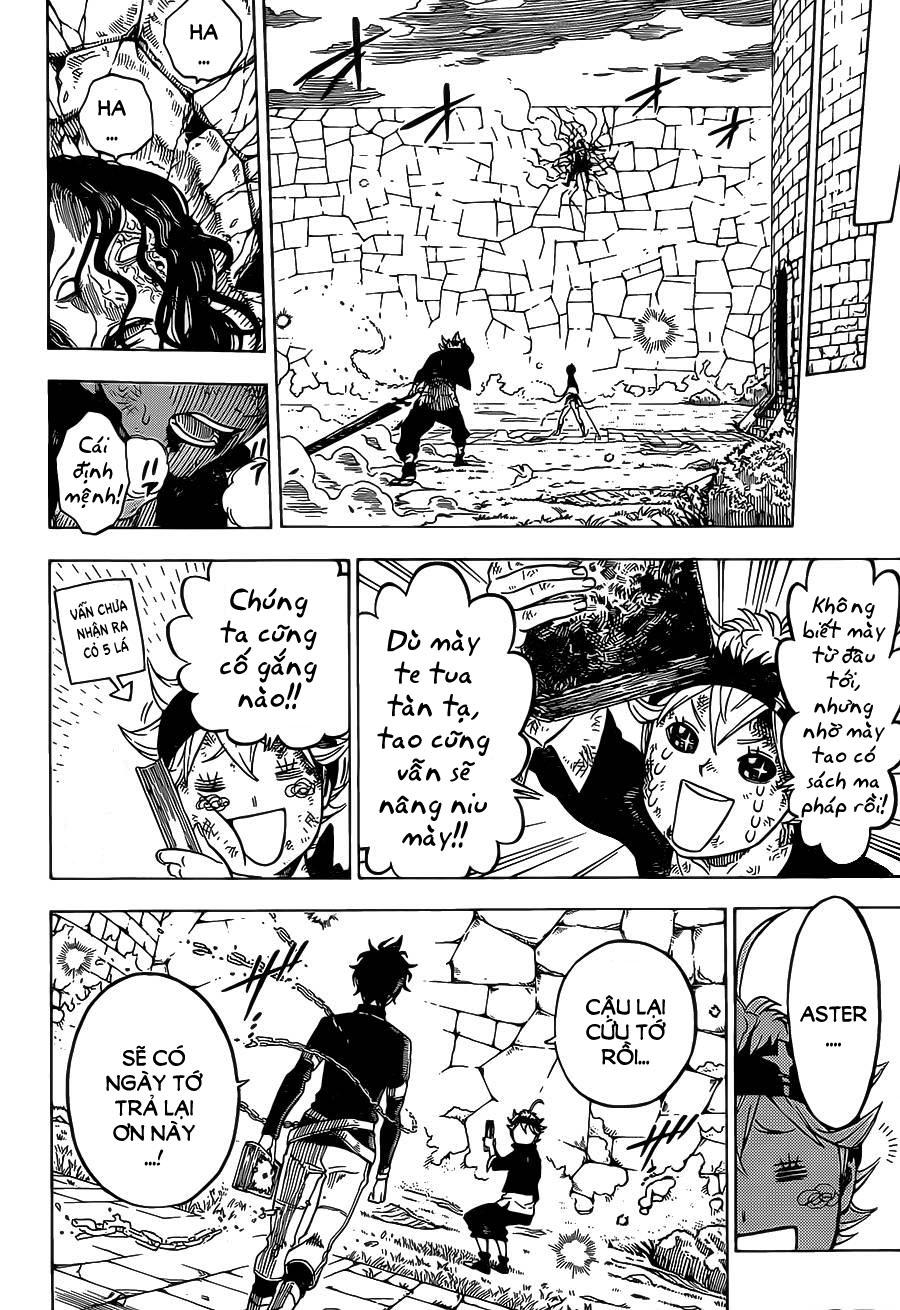 HA
...
HA
...
Cái
định
mệnh!
Không
biết mày
từ đâu
tới,
nhưng
nhờ mày
tao có
sách ma
pháp rồi!
Dù mày
te tua
tàn tạ,
tao cũng
vẫn sẽ
nâng niu
mày!!
Chúng
ta cũng
cố gắng
nào!!
VẪN CHƯA
NHẬN RA
CỎ 5 LÁ
ASTER
....
CẬU LẠI
CỨU TỚ
RỒI...
SẼ CÓ
NGÀY TỚ
TRẢ LẠI
ƠN NÀY
....!